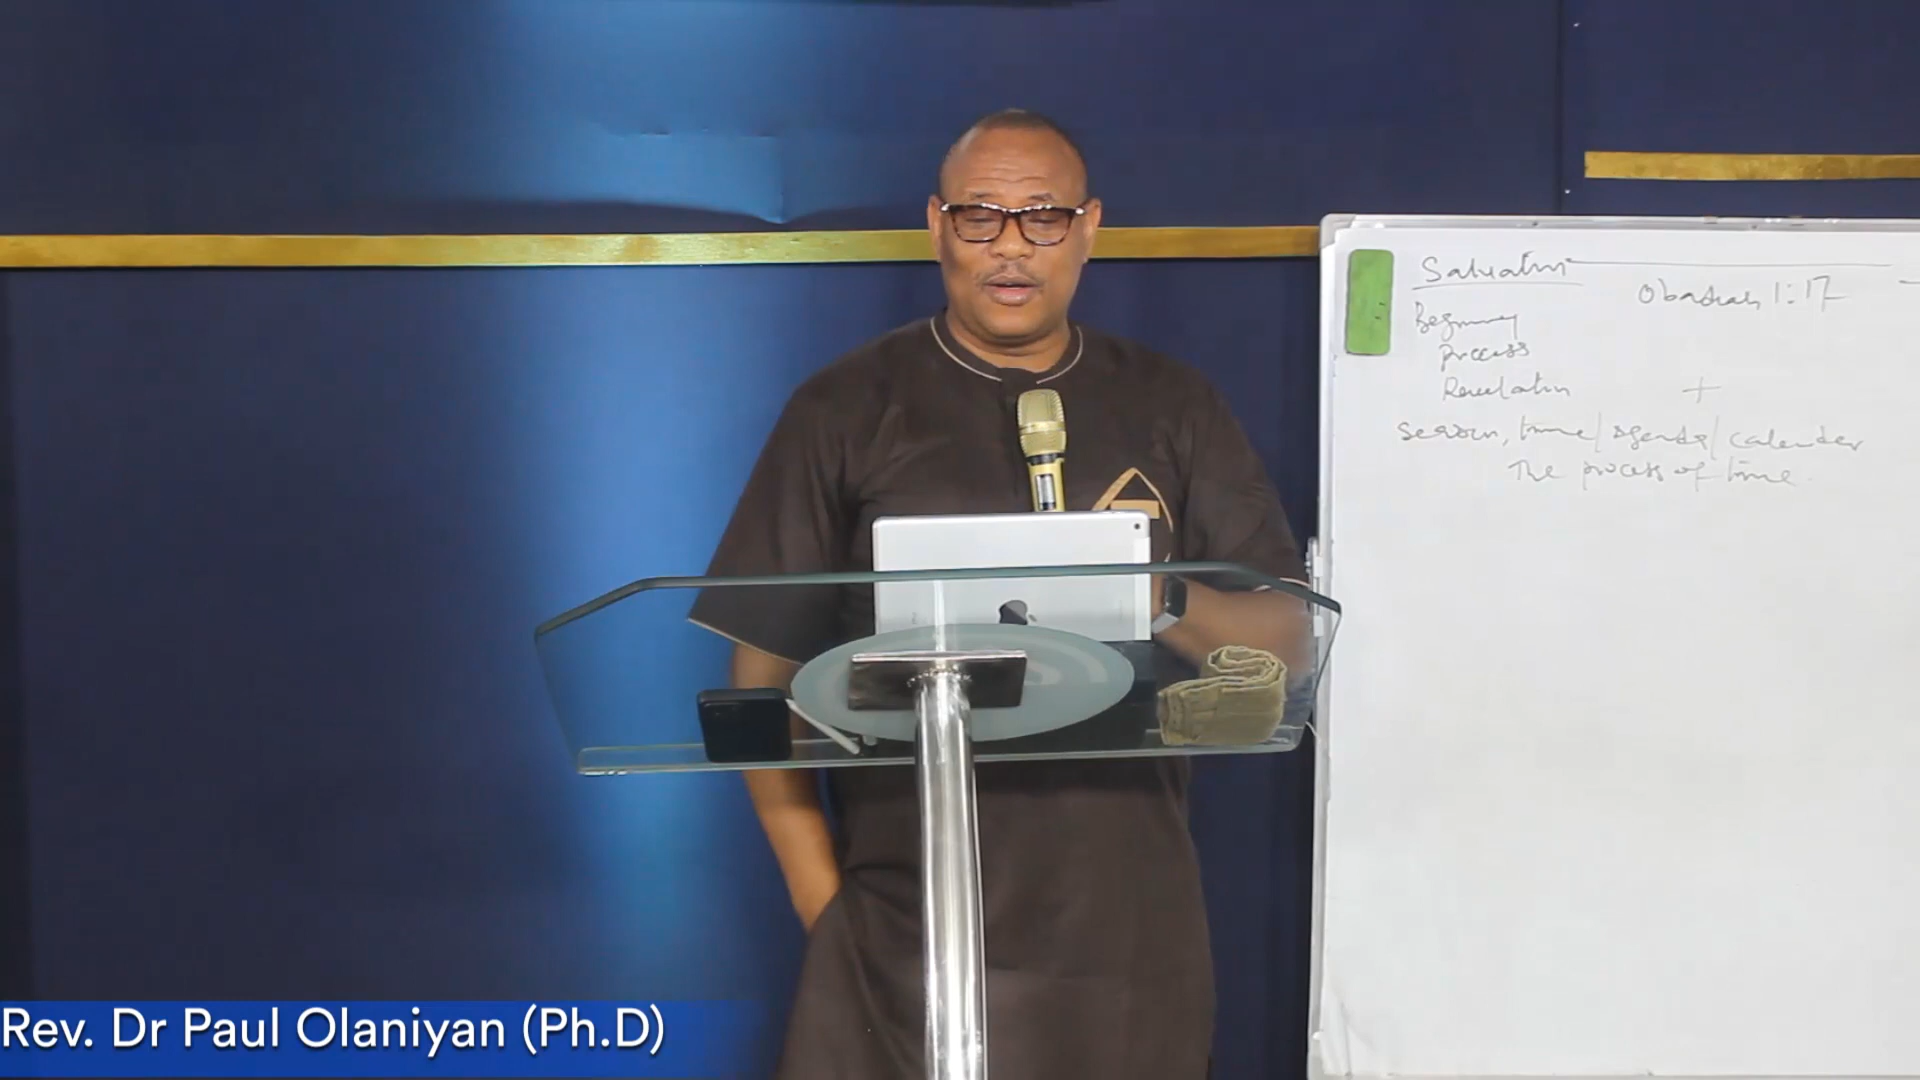 Salvation
Obadiah 1:17
Beginning
process
Revelation +
season, time/agenda/calender
The process of time.
Rev. Dr Paul Olaniyan (Ph.D)